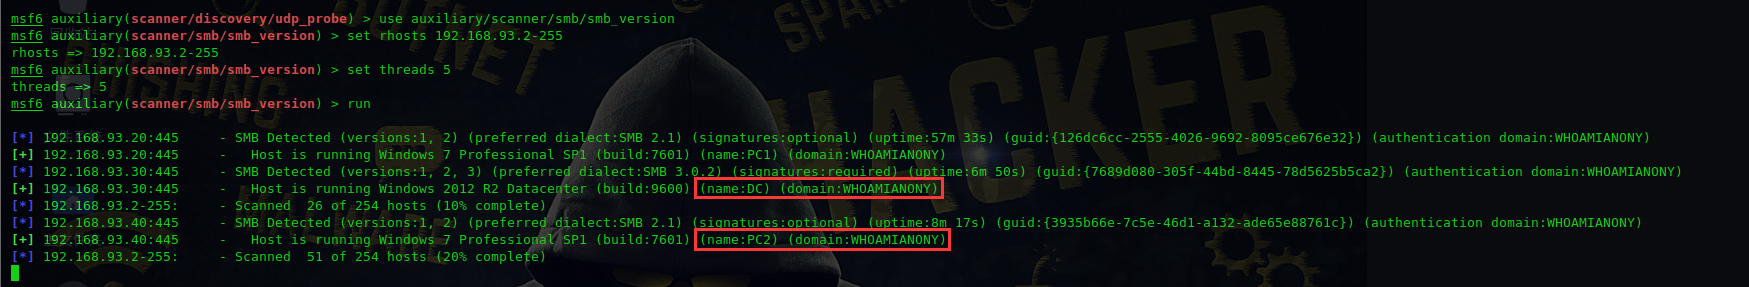 msf6 auxiliary(scanner/discovery/udp_probe) > use auxiliary/scanner/smb/smb_version
msf6 auxiliary(scanner/smb/smb_version) > set rhosts 192.168.93.2-255
rhosts => 192.168.93.2-255
msf6 auxiliary(scanner/smb/smb_version) > set threads 5
threads => 5
msf6 auxiliary(scanner/smb/smb_version) > run
[*] 192.168.93.20:445     - SMB Detected (versions:1, 2) (preferred dialect:SMB 2.1) (signatures:optional) (uptime:57m 33s) (guid:{126dc6cc-2555-4026-9692-8095ce676e32}) (authentication domain:WHOAMIANONY)
[+] 192.168.93.20:445     -   Host is running Windows 7 Professional SP1 (build:7601) (name:PC1) (domain:WHOAMIANONY)
[*] 192.168.93.30:445     - SMB Detected (versions:1, 2, 3) (preferred dialect:SMB 3.0.2) (signatures:required) (uptime:6m 50s) (guid:{7689d080-305f-44bd-8445-78d5625b5ca2}) (authentication domain:WHOAMIANONY)
[+] 192.168.93.30:445     -   Host is running Windows 2012 R2 Datacenter (build:9600) (name:DC) (domain:WHOAMIANONY)
[*] 192.168.93.2-255:     - Scanned  26 of 254 hosts (10% complete)
[*] 192.168.93.40:445     - SMB Detected (versions:1, 2) (preferred dialect:SMB 2.1) (signatures:optional) (uptime:8m 17s) (guid:{3935b66e-7c5e-46d1-a132-ade65e88761c}) (authentication domain:WHOAMIANONY)
[+] 192.168.93.40:445     -   Host is running Windows 7 Professional SP1 (build:7601) (name:PC2) (domain:WHOAMIANONY)
[*] 192.168.93.2-255:     - Scanned  51 of 254 hosts (20% complete)
HACKER